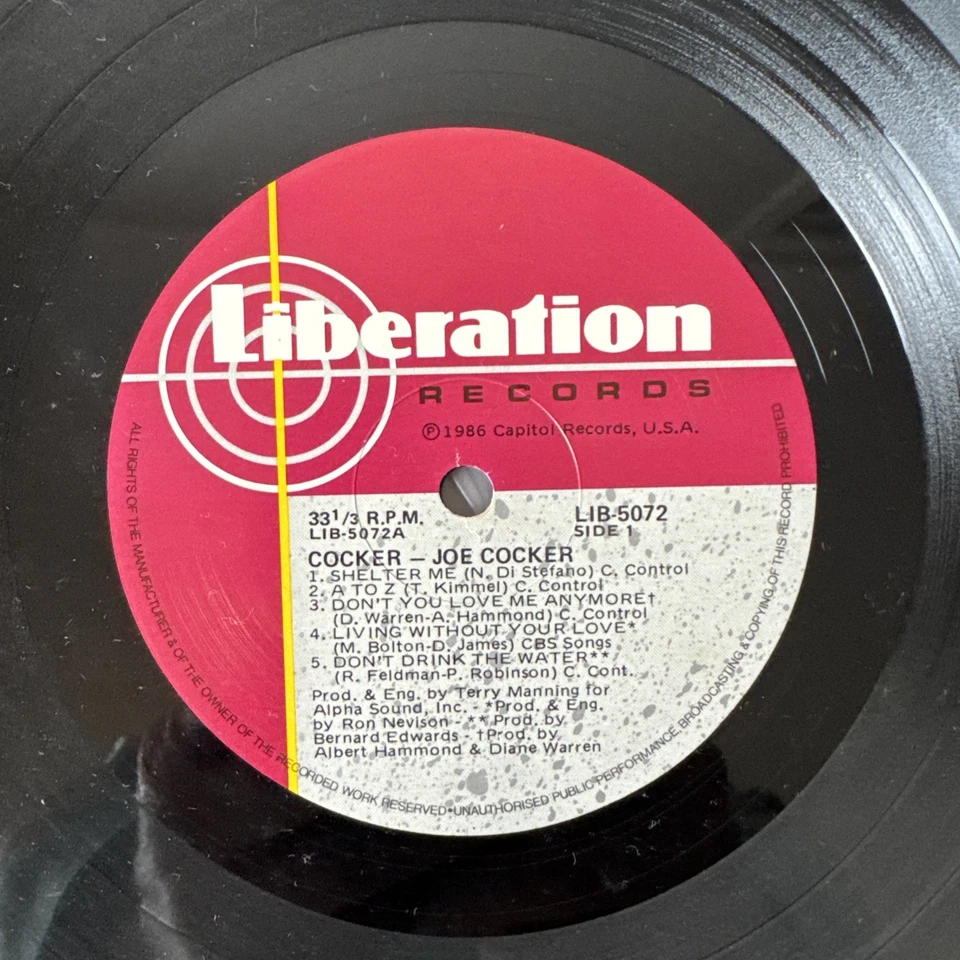 Liberation
RECORDS
℗1986 Capitol Records, U.S.A.
33 1/3 R.P.M.
LIB-5072A
LIB-5072
SIDE 1
COCKER — JOE COCKER
1. SHELTER ME (N. Di Stefano) C. Control
2. A TO Z (T. Kimmel) C. Control
3. DON'T YOU LOVE ME ANYMORE†
(D. Warren-A. Hammond) C. Control
4. LIVING WITHOUT YOUR LOVE*
(M. Bolton-D. James) CBS Songs
5. DON'T DRINK THE WATER**
(R. Feldman-P. Robinson) C. Cont.
Prod. & Eng. by Terry Manning for
Alpha Sound, Inc. - *Prod. & Eng.
by Ron Nevison - ** Prod. by
Bernard Edwards - †Prod. by
Albert Hammond & Diane Warren
ALL RIGHTS OF THE MANUFACTURER & OF THE OWNER OF THE RECORDED WORK RESERVED•UNAUTHORISED PUBLIC PERFORMANCE, BROADCASTING & COPYING OF THIS RECORD PROHIBITED